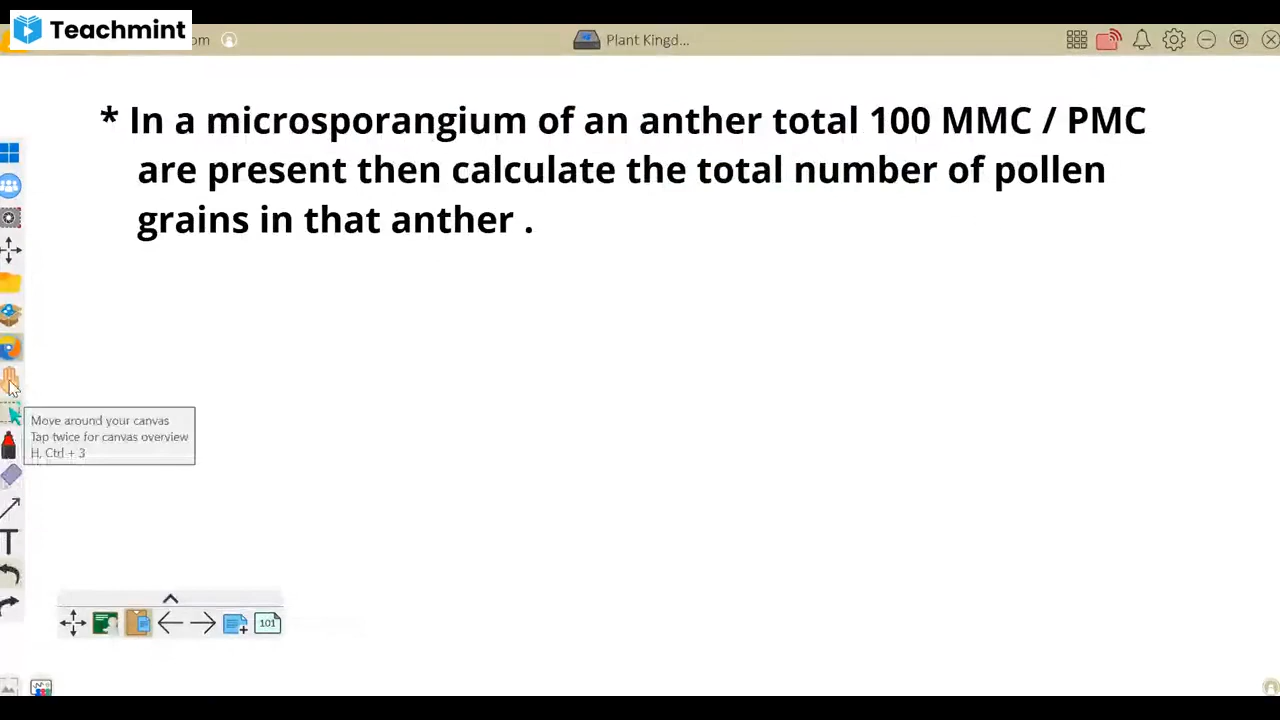 Teachmint
om
Plant Kingd...
* In a microsporangium of an anther total 100 MMC / PMC
are present then calculate the total number of pollen
grains in that anther .
Move around your canvas
Tap twice for canvas overview
H, Ctrl + 3
T
101